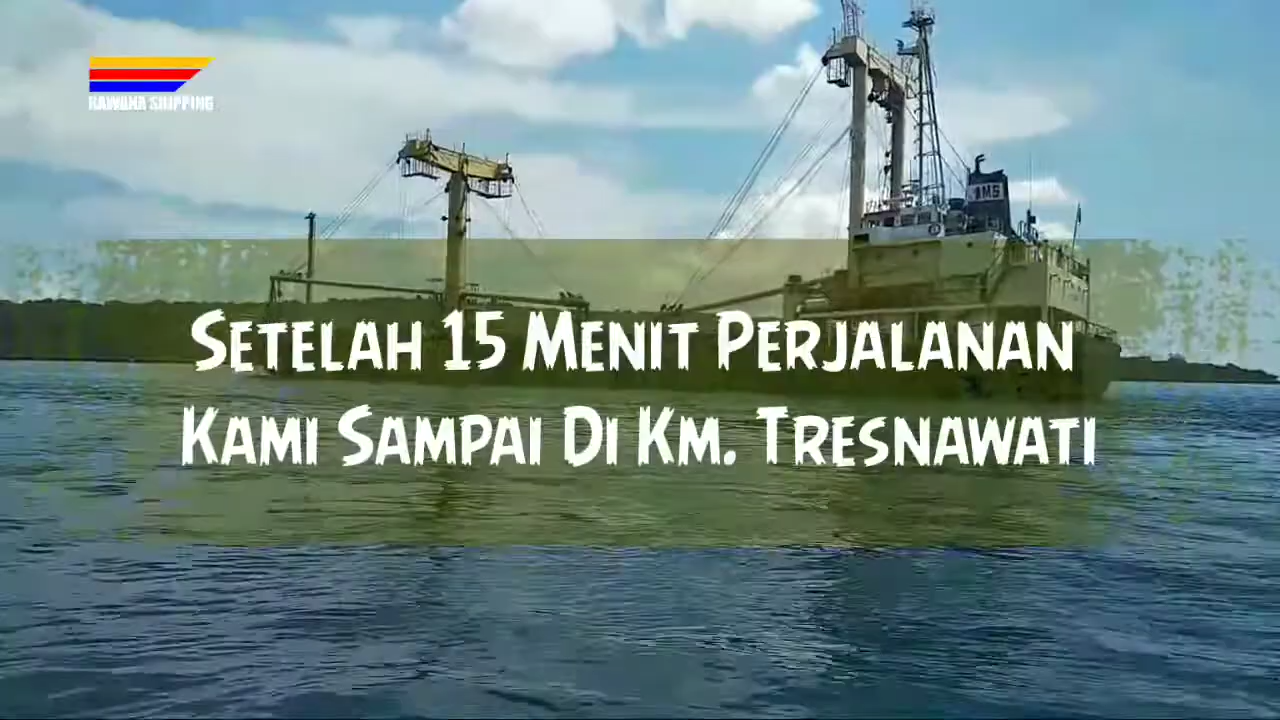 KAWANA SHIPPING
SETELAH 15 MENIT PERJALANAN
KAMI SAMPAI DI KM. TRESNAWATI